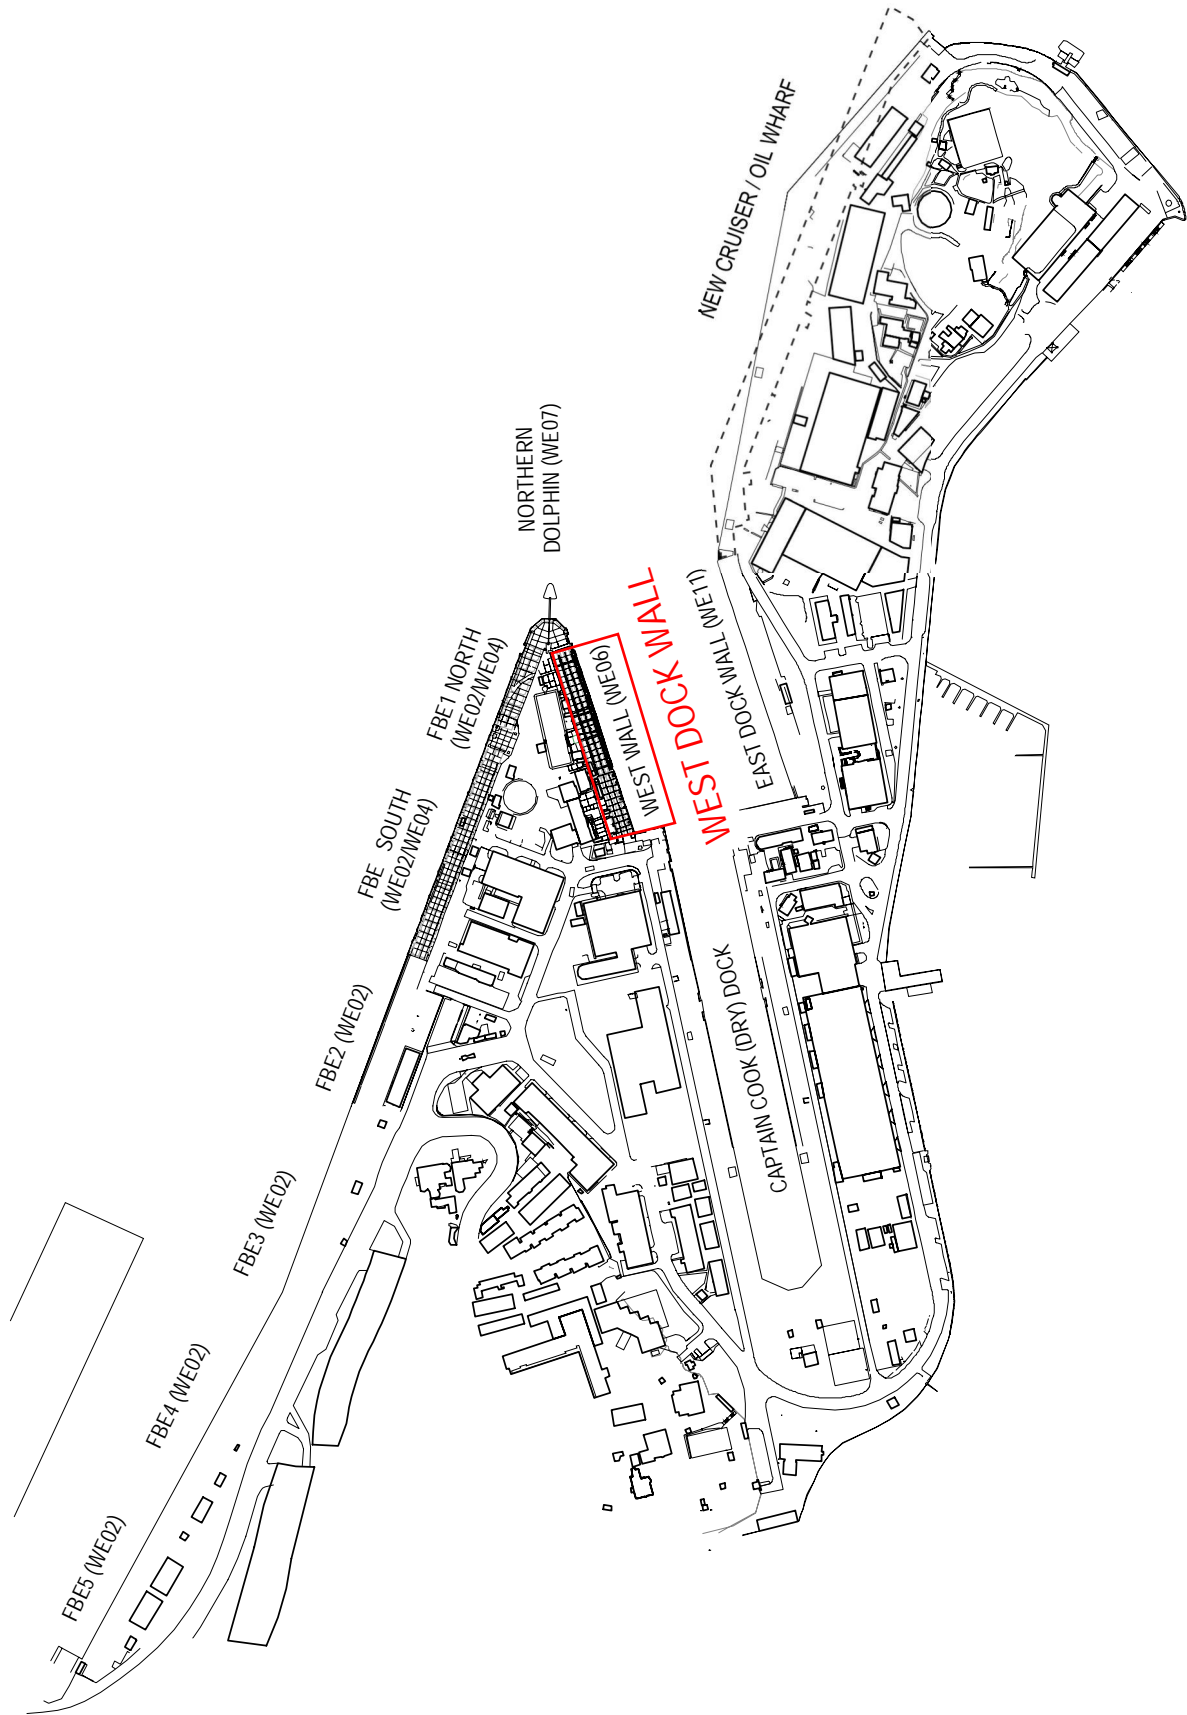 NEW CRUISER / OIL WHARF
NORTHERN
DOLPHIN (WE07)
FBE1 NORTH
(WE02/WE04)
WEST WALL (WE06)
WEST DOCK WALL
EAST DOCK WALL (WE11)
FBE SOUTH
(WE02/WE04)
FBE2 (WE02)
CAPTAIN COOK (DRY) DOCK
FBE3 (WE02)
FBE4 (WE02)
FBE5 (WE02)